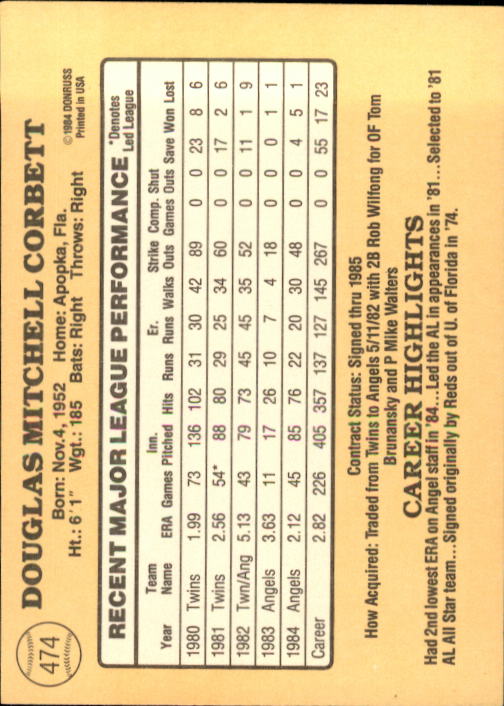 474
DOUGLAS MITCHELL CORBETT
Born: Nov. 4, 1952 Home: Apopka, Fla.
Ht.: 6'1" Wgt.: 185 Bats: Right Throws: Right
© 1984 DONRUSS
Printed in USA
RECENT MAJOR LEAGUE PERFORMANCE
*Denotes
Led League
Team Inn. Er. Strike Comp. Shut
Year Name ERA Games Pitched Hits Runs Runs Walks Outs Games Outs Save Won Lost
1980 Twins 1.99 73 136 102 31 30 42 89 0 0 23 8 6
1981 Twins 2.56 54* 88 80 29 25 34 60 0 0 17 2 6
1982 Twn/Ang 5.13 43 79 73 45 45 35 52 0 0 11 1 9
1983 Angels 3.63 11 17 26 10 7 4 18 0 0 0 1 1
1984 Angels 2.12 45 85 76 22 20 30 48 0 0 4 5 1
Career 2.82 226 405 357 137 127 145 267 0 0 55 17 23
Contract Status: Signed thru 1985
How Acquired: Traded from Twins to Angels 5/11/82 with 2B Rob Wilfong for OF Tom
Brunansky and P Mike Walters
CAREER HIGHLIGHTS
Had 2nd lowest ERA on Angel staff in '84...Led the AL in appearances in '81...Selected to '81
AL All Star team...Signed originally by Reds out of U. of Florida in '74.